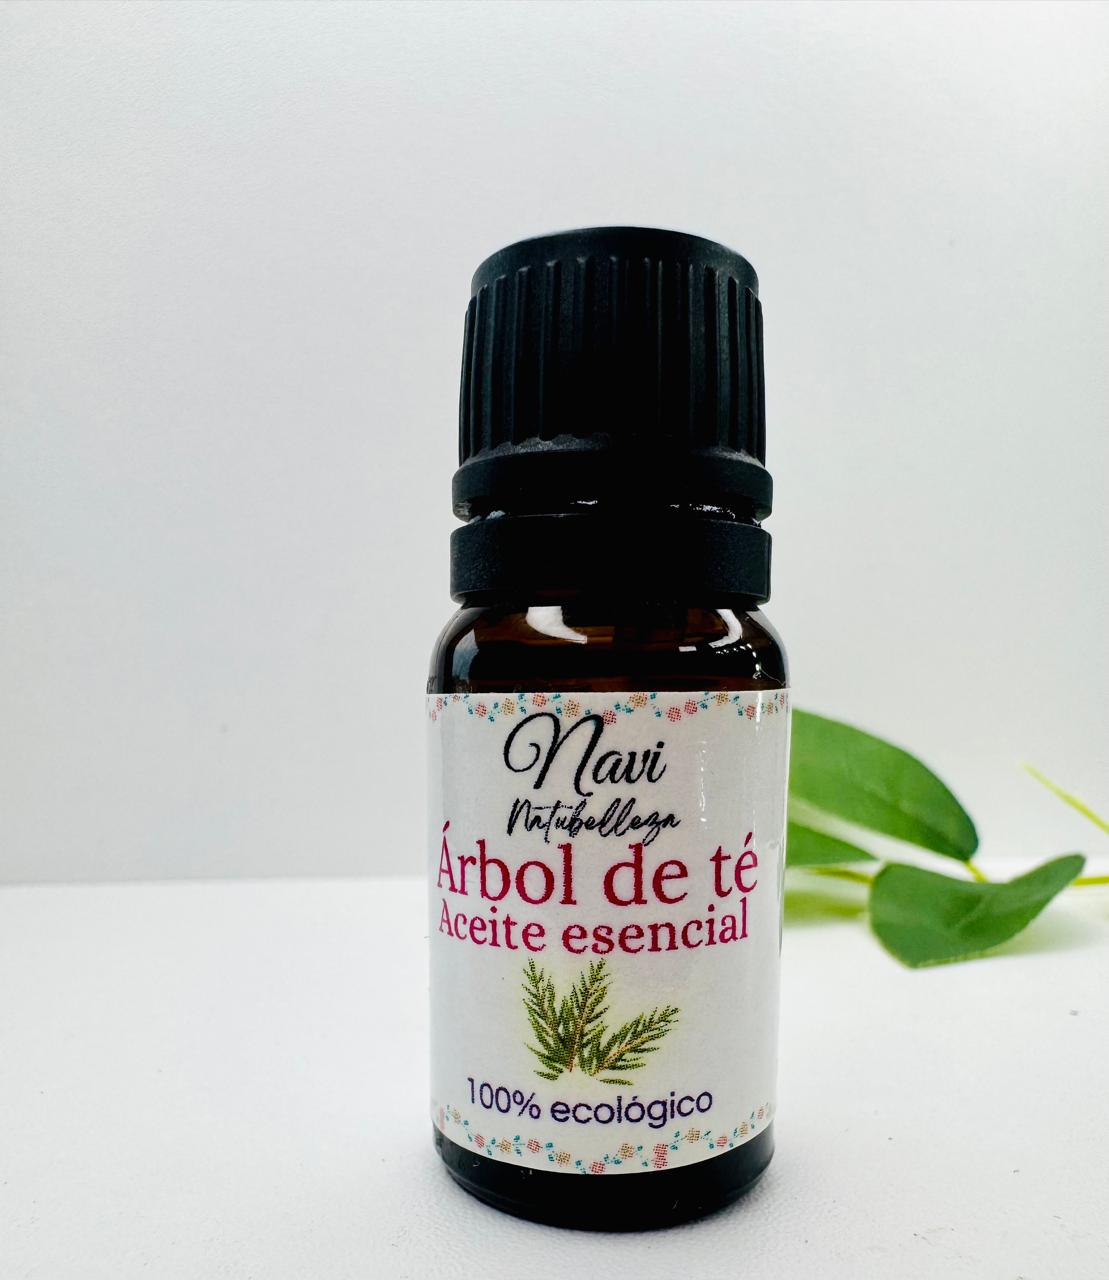 Navi
Natubelleza
Árbol de té
Aceite esencial
100% ecológico